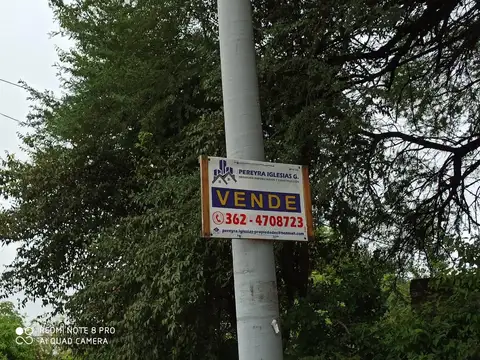 PEREYRA IGLESIAS G.
VENDE
362 - 4708723
REDMI NOTE 8 PRO
AI QUAD CAMERA